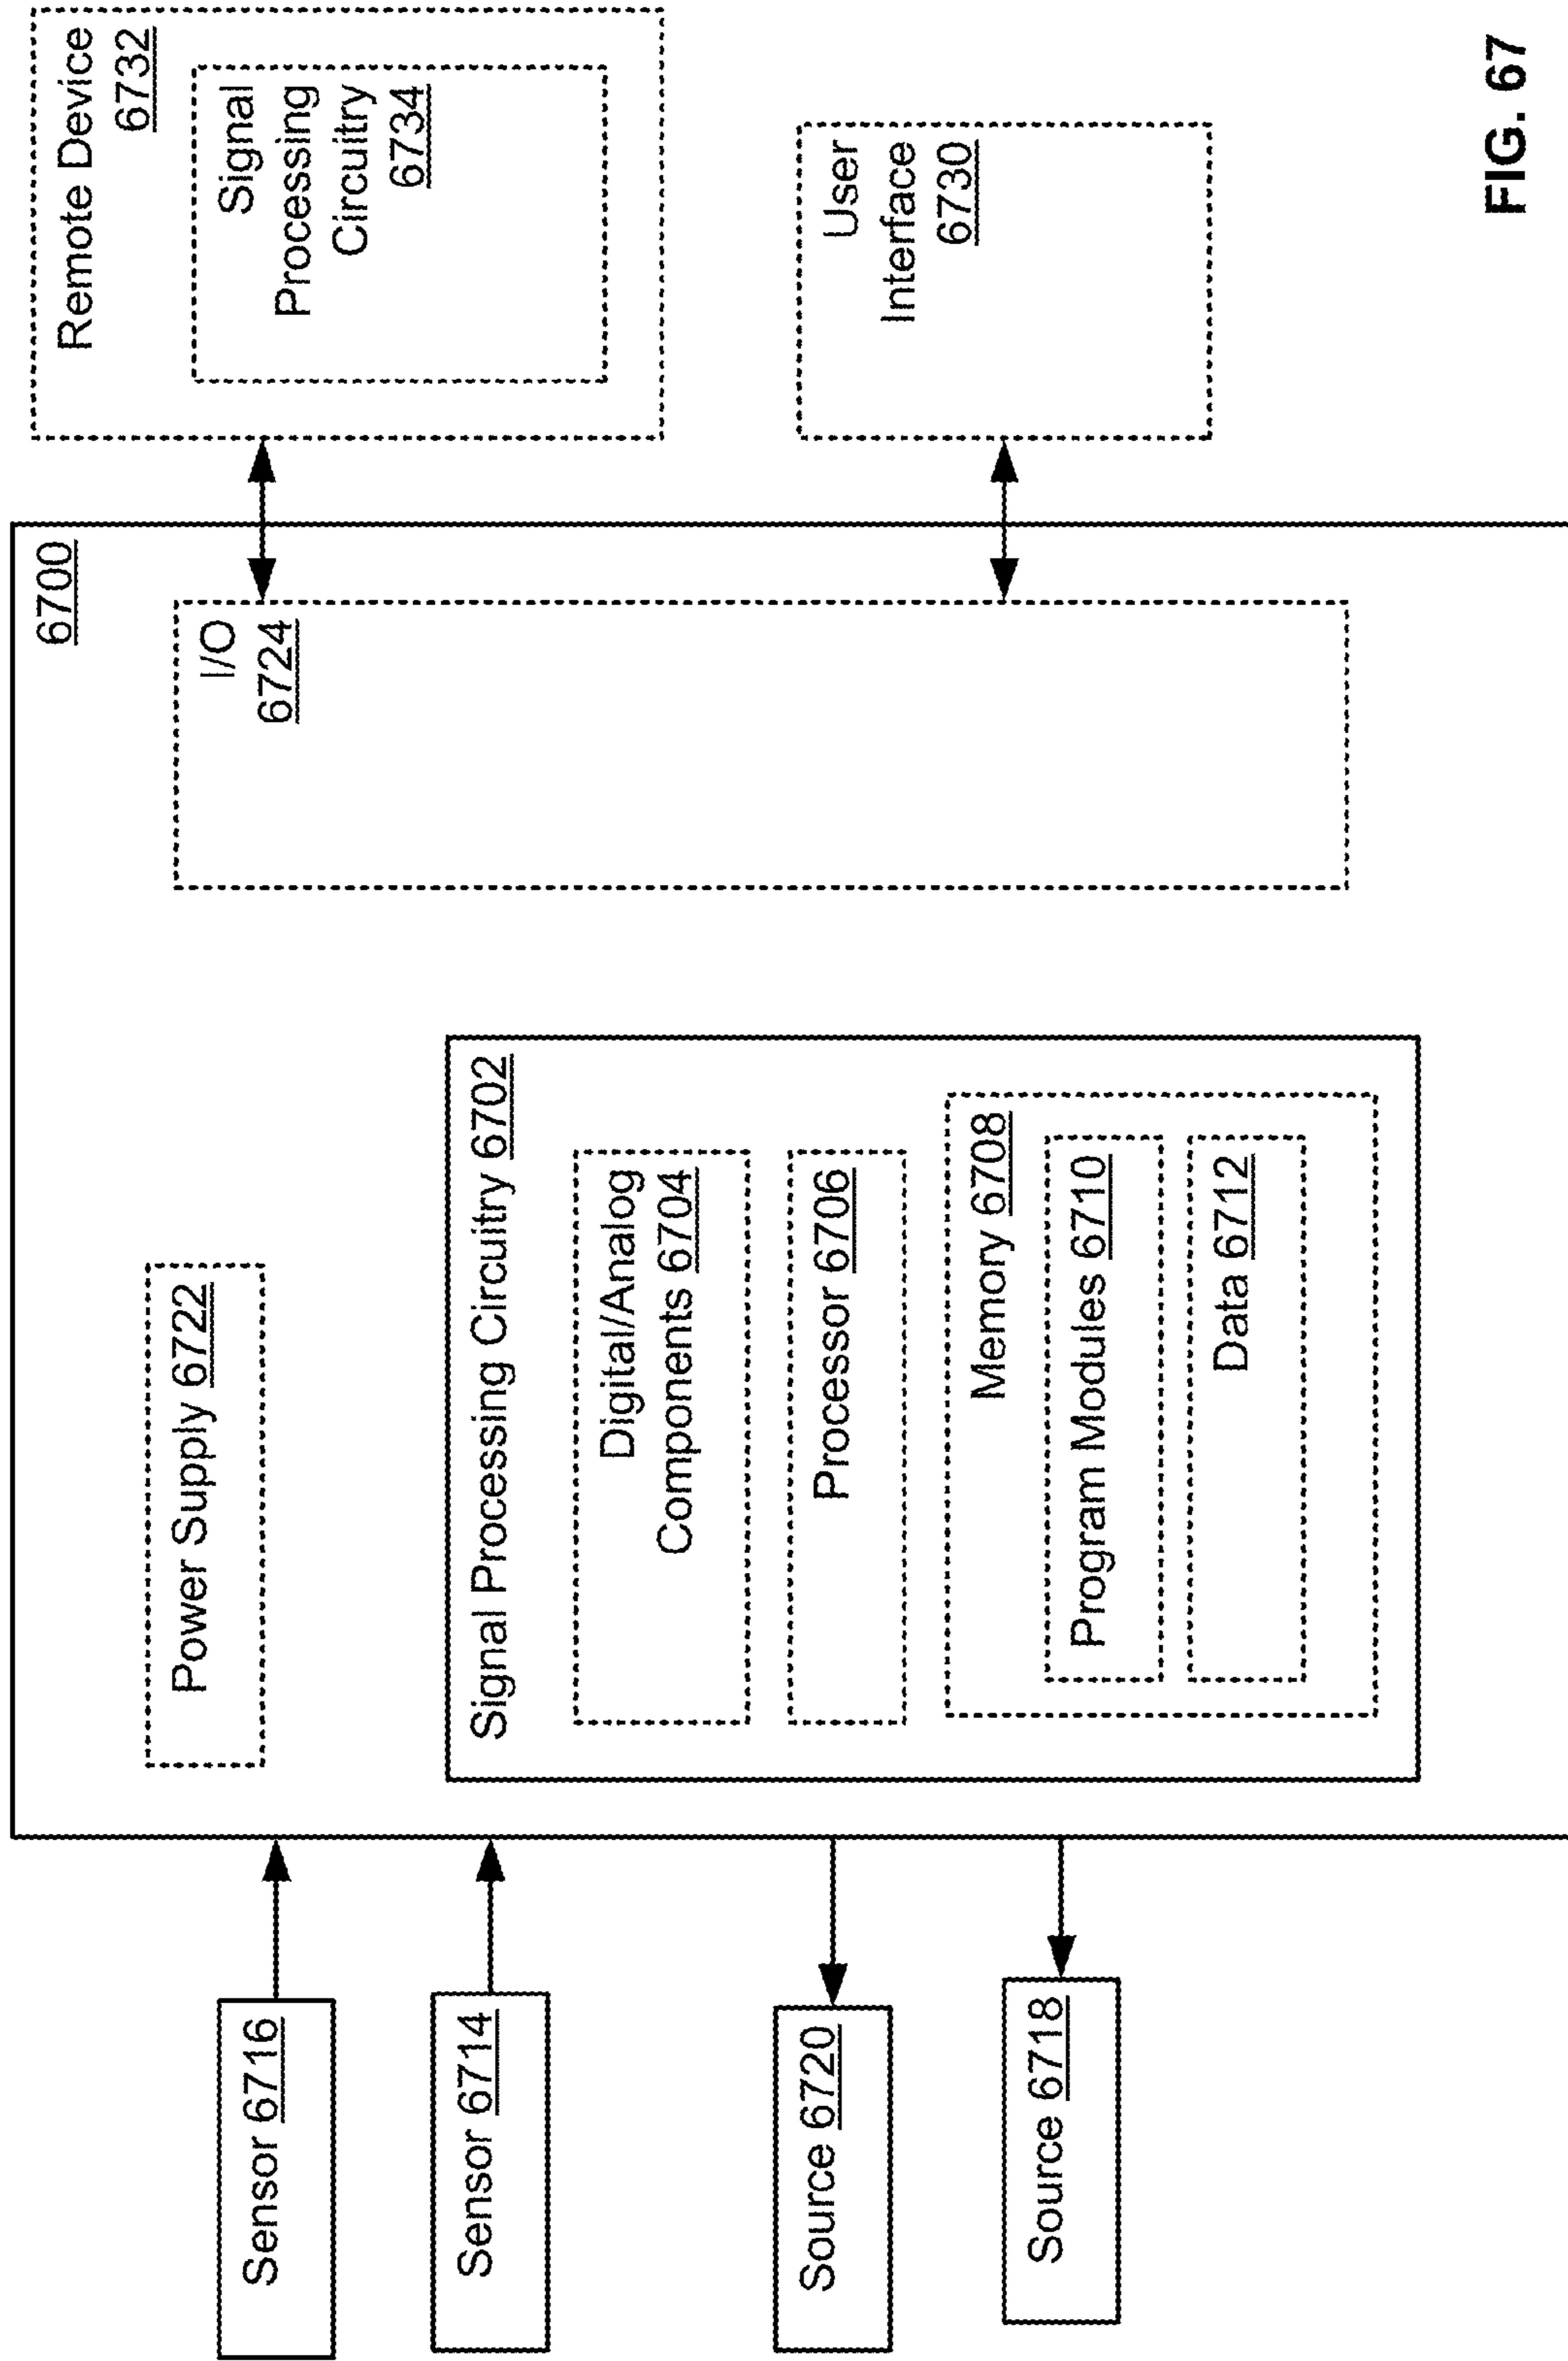 6700
Sensor 6716
Sensor 6714
Source 6720
Source 6718
Power Supply 6722
Signal Processing Circuitry 6702
Digital/Analog
Components 6704
Processor 6706
Memory 6708
Program Modules 6710
Data 6712
I/O
6724
Remote Device
6732
Signal
Processing
Circuitry
6734
User
Interface
6730
FIG. 67